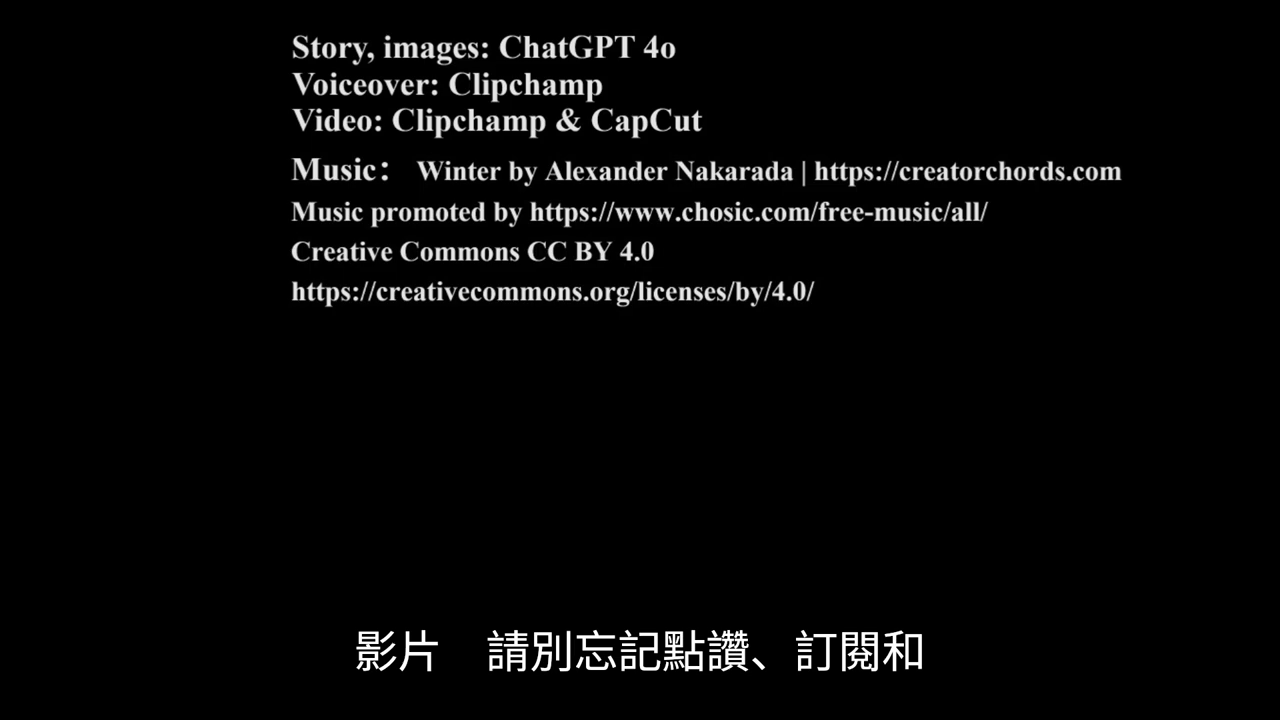 Story, images: ChatGPT 4o
Voiceover: Clipchamp
Video: Clipchamp & CapCut
Music： Winter by Alexander Nakarada | https://creatorchords.com
Music promoted by https://www.chosic.com/free-music/all/
Creative Commons CC BY 4.0
https://creativecommons.org/licenses/by/4.0/
影片　請別忘記點讚、訂閱和